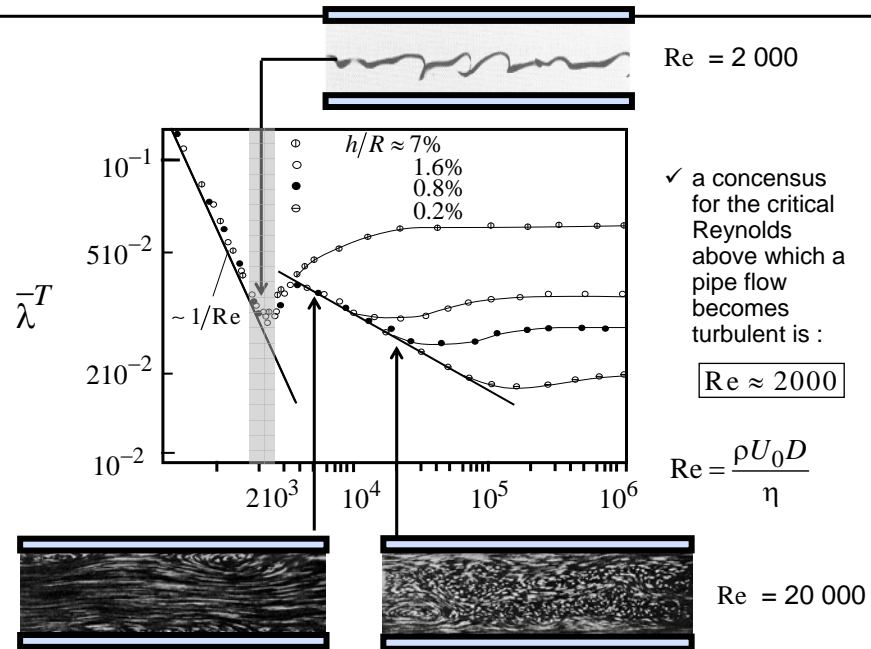 Re = 2 000
h/R ≈ 7%
1.6%
0.8%
0.2%
10⁻¹
510⁻²
210⁻²
10⁻²
λ̅ᵀ
~ 1/Re
210³
10⁴
10⁵
10⁶
✓ a concensus
for the critical
Reynolds
above which a
pipe flow
becomes
turbulent is :
Re ≈ 2000
Re = ρU₀D / η
Re = 20 000